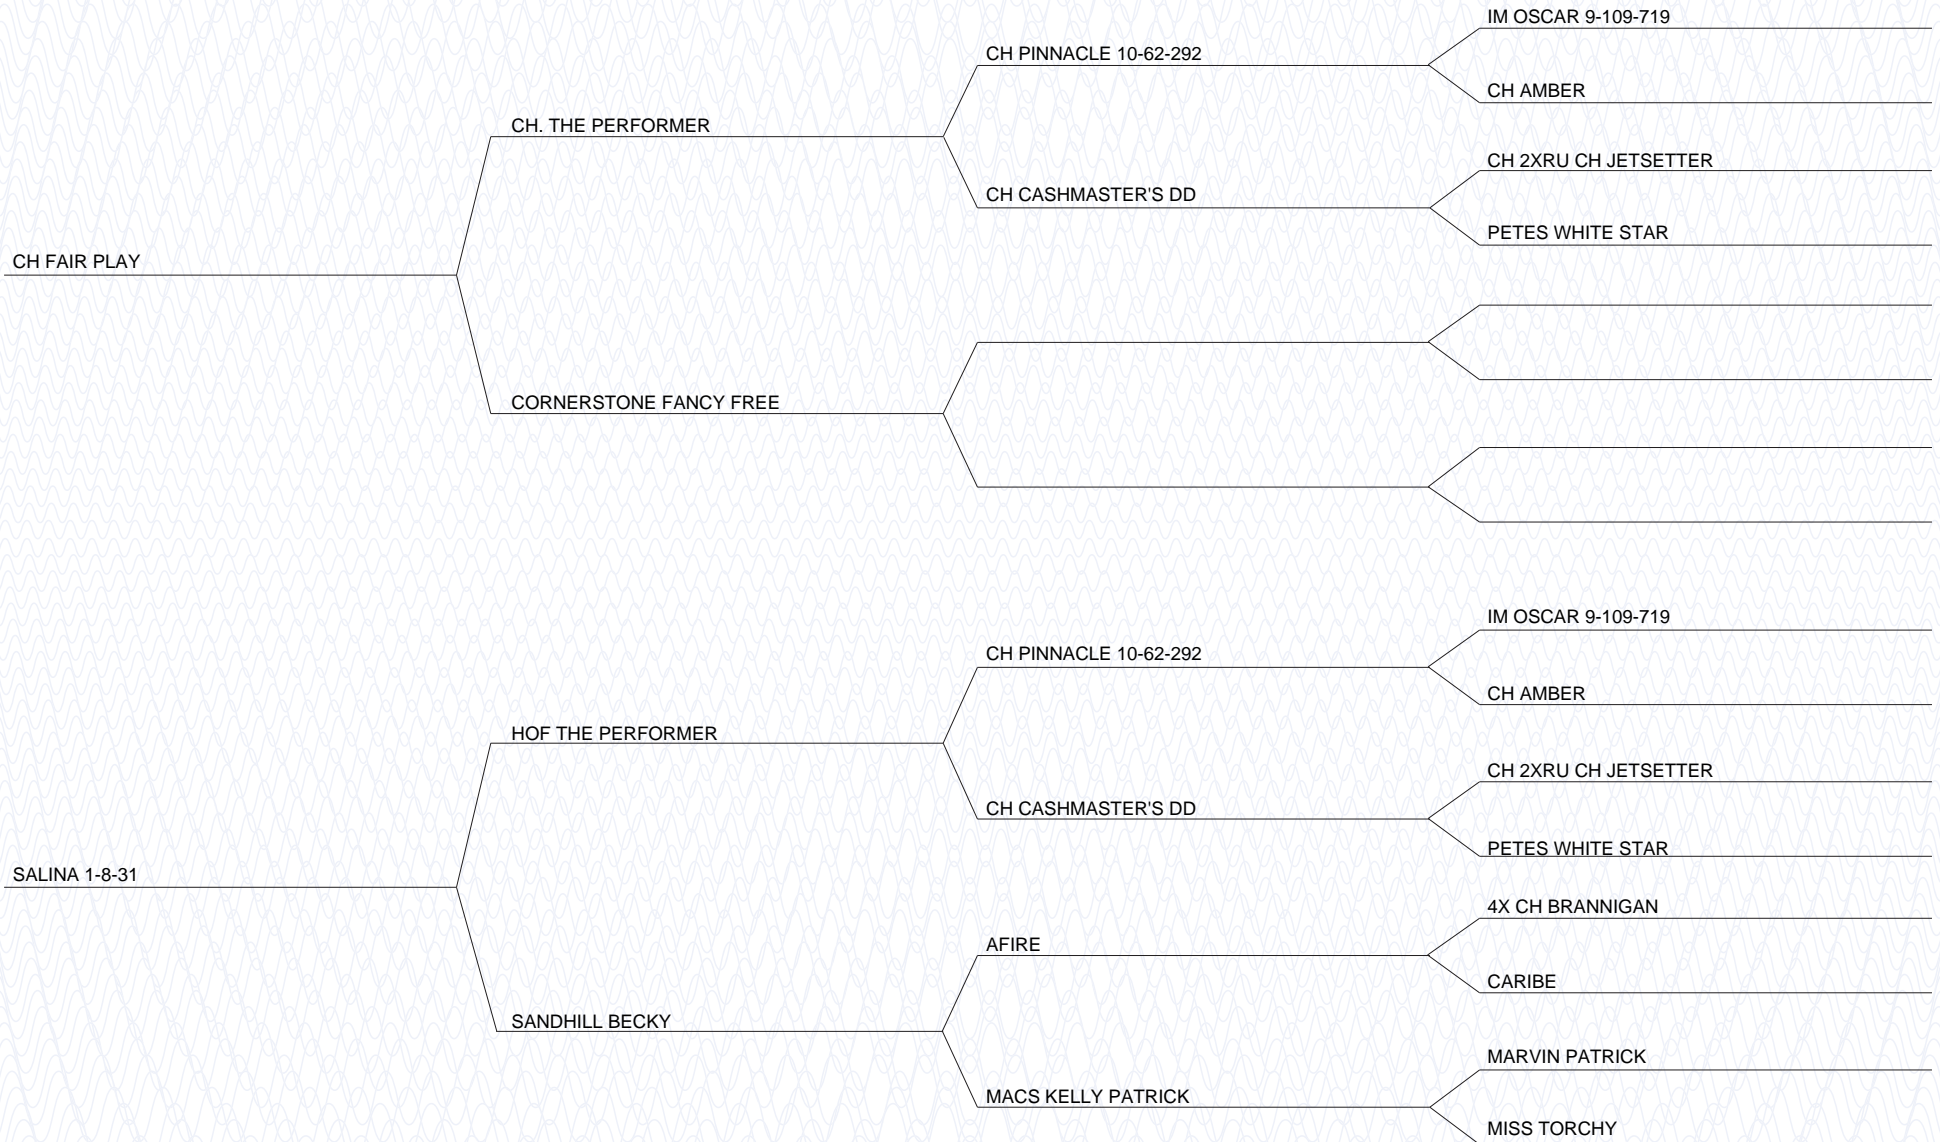 IM OSCAR 9-109-719
CH PINNACLE 10-62-292
CH AMBER
CH. THE PERFORMER
CH 2XRU CH JETSETTER
CH CASHMASTER'S DD
PETES WHITE STAR
CH FAIR PLAY
CORNERSTONE FANCY FREE
IM OSCAR 9-109-719
CH PINNACLE 10-62-292
CH AMBER
HOF THE PERFORMER
CH 2XRU CH JETSETTER
CH CASHMASTER'S DD
PETES WHITE STAR
SALINA 1-8-31
4X CH BRANNIGAN
AFIRE
CARIBE
SANDHILL BECKY
MARVIN PATRICK
MACS KELLY PATRICK
MISS TORCHY